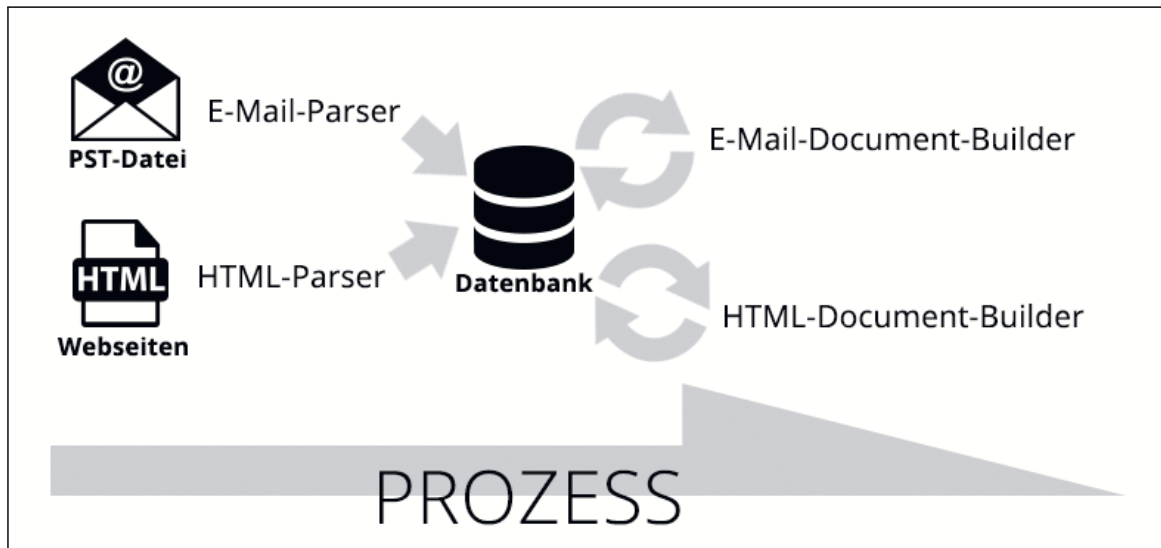 @
PST-Datei
E-Mail-Parser
HTML
Webseiten
HTML-Parser
Datenbank
E-Mail-Document-Builder
HTML-Document-Builder
PROZESS